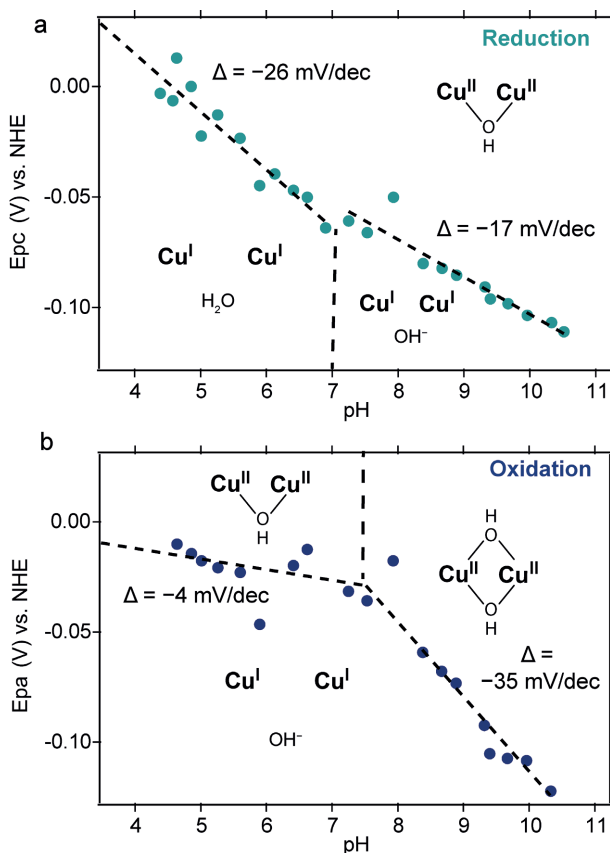 a
Reduction
Δ = −26 mV/dec
Cu^II Cu^II
O
H
0.00
-0.05
-0.10
Epc (V) vs. NHE
Δ = −17 mV/dec
Cu^I Cu^I
H₂O
Cu^I Cu^I
OH⁻
4 5 6 7 8 9 10 11
pH
b
Oxidation
Cu^II Cu^II
O
H
H
O
Cu^II Cu^II
O
H
0.00
-0.05
-0.10
Epa (V) vs. NHE
Δ = −4 mV/dec
Δ =
−35 mV/dec
Cu^I Cu^I
OH⁻
4 5 6 7 8 9 10 11
pH